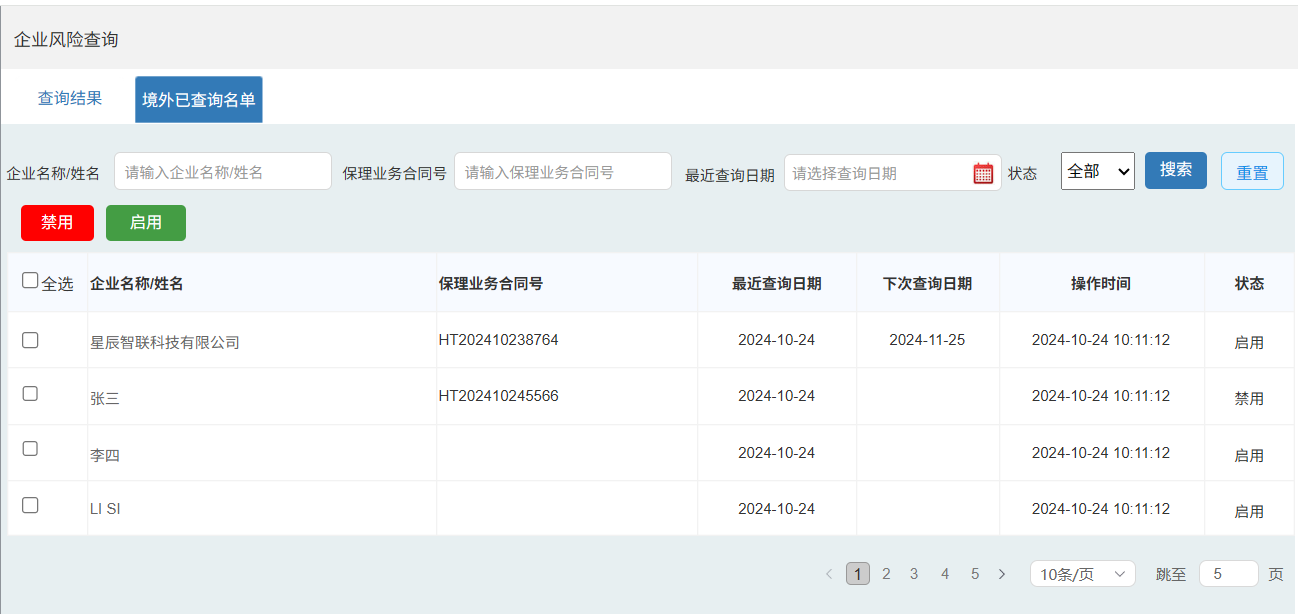 企业风险查询
查询结果 境外已查询名单
企业名称/姓名 请输入企业名称/姓名 保理业务合同号 请输入保理业务合同号 最近查询日期 请选择查询日期 状态 全部 搜索 重置
禁用 启用
全选 企业名称/姓名 保理业务合同号 最近查询日期 下次查询日期 操作时间 状态
星辰智联科技有限公司 HT202410238764 2024-10-24 2024-11-25 2024-10-24 10:11:12 启用
张三 HT202410245566 2024-10-24 2024-10-24 10:11:12 禁用
李四 2024-10-24 2024-10-24 10:11:12 启用
LI SI 2024-10-24 2024-10-24 10:11:12 启用
1 2 3 4 5 10条/页 跳至 5 页